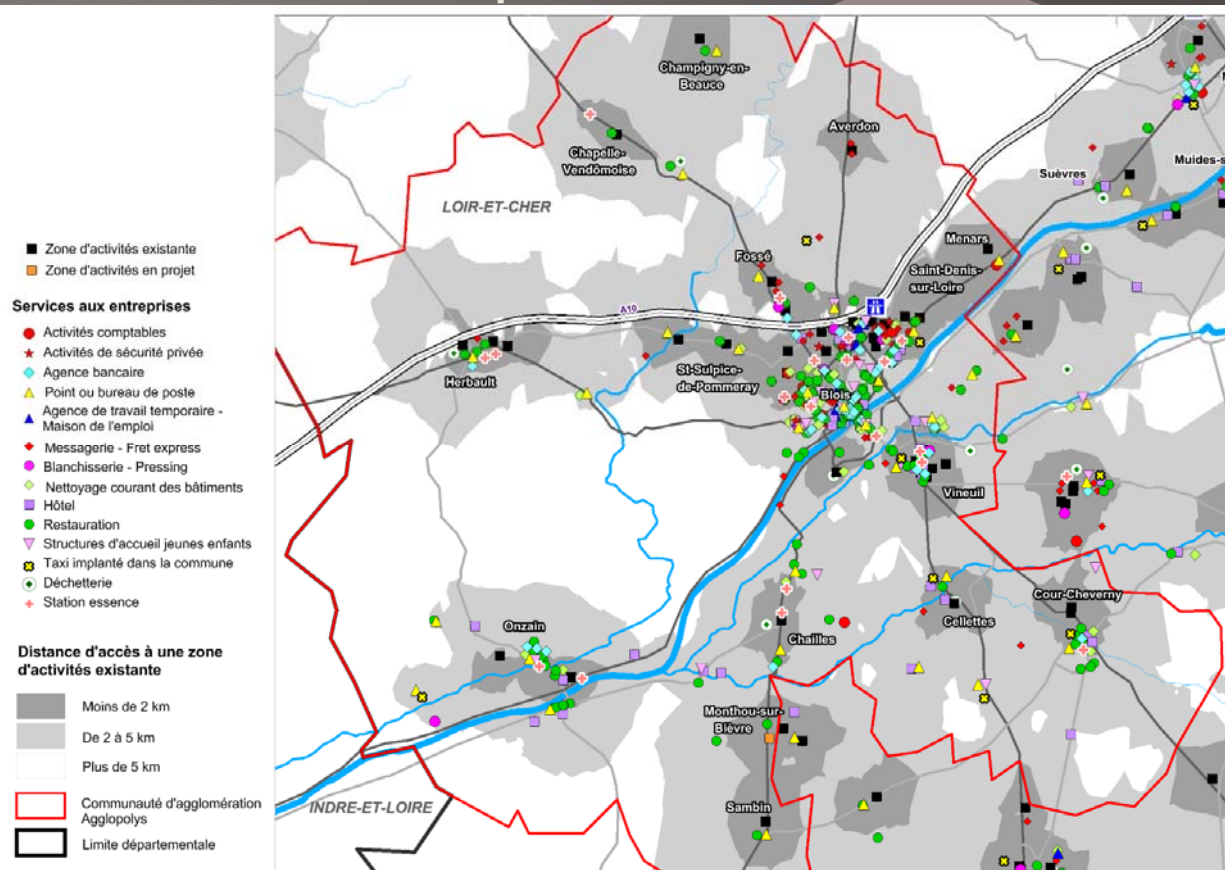 Zone d'activités existante
Zone d'activités en projet
Services aux entreprises
Activités comptables
Activités de sécurité privée
Agence bancaire
Point ou bureau de poste
Agence de travail temporaire -
Maison de l'emploi
Messagerie - Fret express
Blanchisserie - Pressing
Nettoyage courant des bâtiments
Hôtel
Restauration
Structures d'accueil jeunes enfants
Taxi implanté dans la commune
Déchetterie
Station essence
Distance d'accès à une zone
d'activités existante
Moins de 2 km
De 2 à 5 km
Plus de 5 km
Communauté d'agglomération
Agglopolys
Limite départementale
Champigny-en-
Beauce
Averdon
Chapelle-
Vendômoise
Suèvres
Muides-s
LOIR-ET-CHER
Menars
Fossé
Saint-Denis-
sur-Loire
A10
St-Sulpice-
de-Pommeray
Herbault
Blois
Vineuil
Cour-Cheverny
Cellettes
Onzain
Chailles
Monthou-sur-
Bièvre
INDRE-ET-LOIRE
Sambin